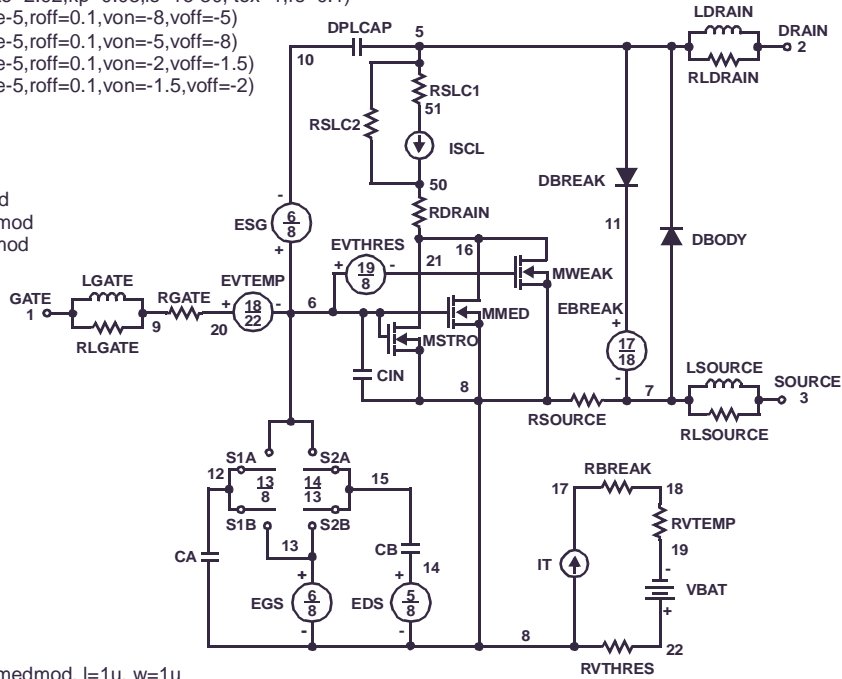 e-5,roff=0.1,von=-8,voff=-5)
e-5,roff=0.1,von=-5,voff=-8)
e-5,roff=0.1,von=-2,voff=-1.5)
e-5,roff=0.1,von=-1.5,voff=-2)
d
mod
mod
LDRAIN
DPLCAP 5 DRAIN
10 2
RSLC1 RLDRAIN
51
RSLC2
ISCL
50
DBREAK
RDRAIN
-
ESG 6/8
+
11
DBODY
EVTHRES
+ 19/8 -
16
21
MWEAK
LGATE EVTEMP
GATE RGATE + 18/22 - 6
1
9 20
RLGATE
MMED
EBREAK
+
17/18
-
MSTRO
CIN
8
LSOURCE
7 SOURCE
3
RSOURCE
RLSOURCE
S1A S2A
12 13/8 14/13 15
S1B S2B
13
CA CB
14
+ +
EGS 6/8 EDS 5/8
- -
RBREAK
17 18
RVTEMP
19
IT
-
VBAT
+
8
22
RVTHRES
medmod, l=1u, w=1u